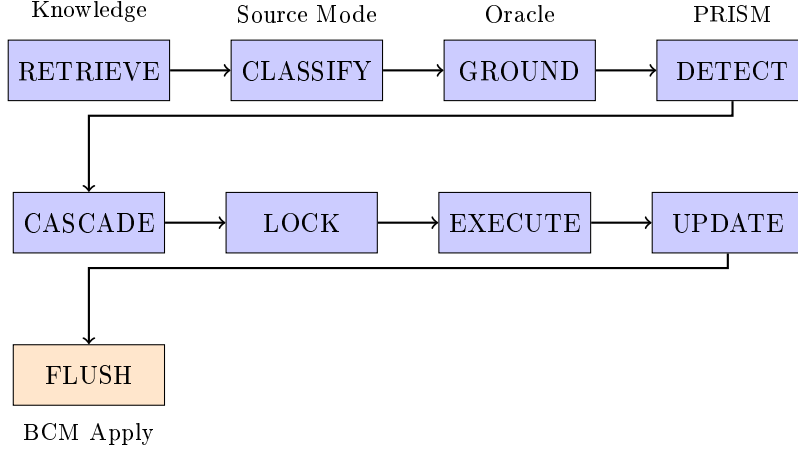 Knowledge Source Mode Oracle PRISM
RETRIEVE CLASSIFY GROUND DETECT
CASCADE LOCK EXECUTE UPDATE
FLUSH
BCM Apply